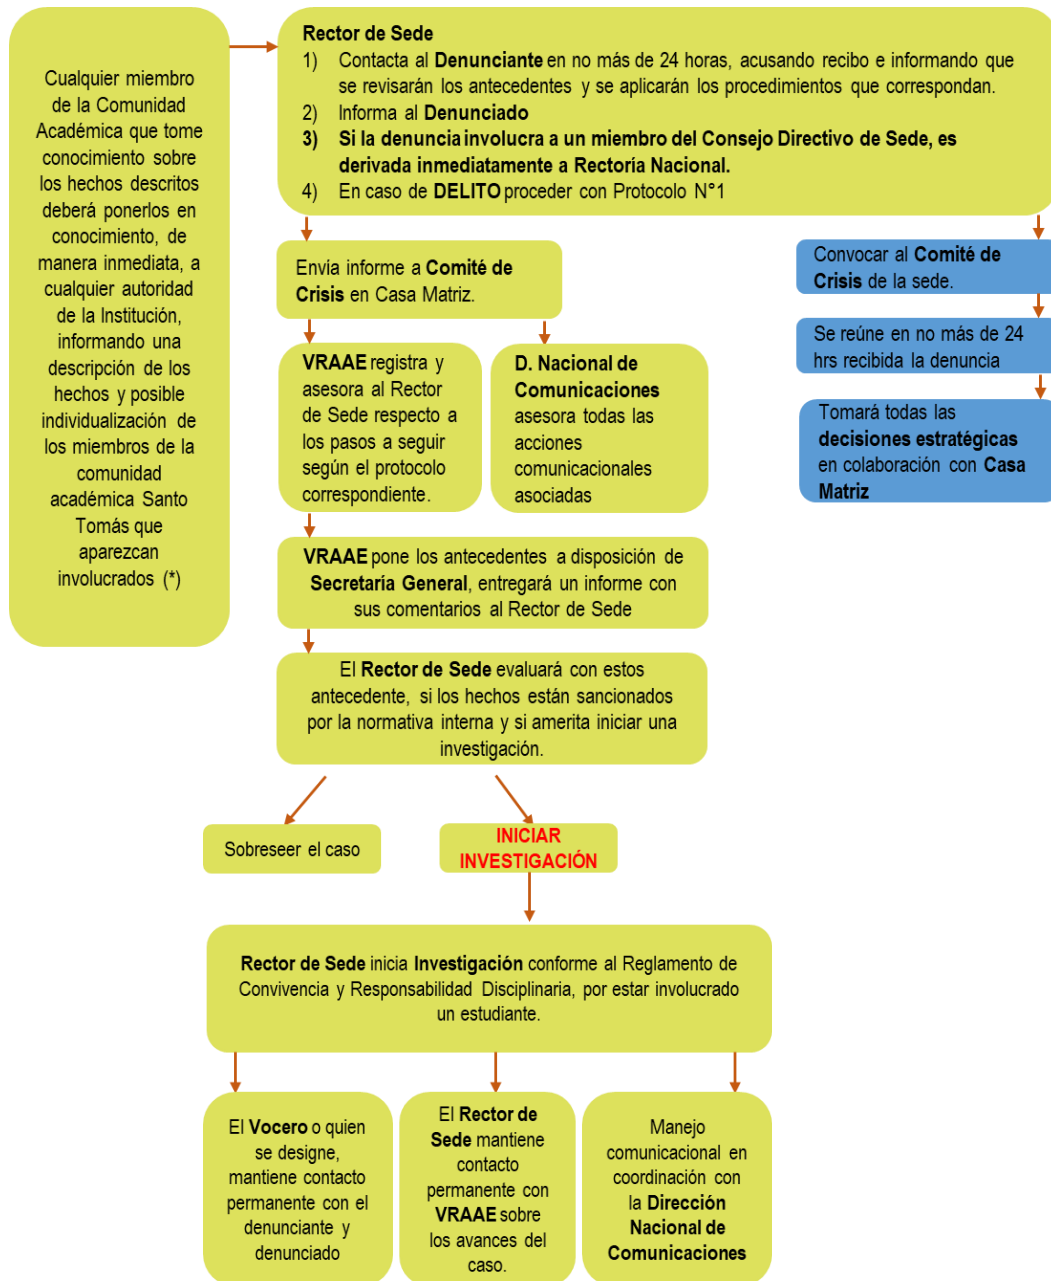 Cualquier miembro
de la Comunidad
Académica que tome
conocimiento sobre
los hechos descritos
deberá ponerlos en
conocimiento, de
manera inmediata, a
cualquier autoridad
de la Institución,
informando una
descripción de los
hechos y posible
individualización de
los miembros de la
comunidad
académica Santo
Tomás que
aparezcan
involucrados (*)
Rector de Sede
1) Contacta al Denunciante en no más de 24 horas, acusando recibo e informando que
se revisarán los antecedentes y se aplicarán los procedimientos que correspondan.
2) Informa al Denunciado
3) Si la denuncia involucra a un miembro del Consejo Directivo de Sede, es
derivada inmediatamente a Rectoría Nacional.
4) En caso de DELITO proceder con Protocolo N°1
Envía informe a Comité de
Crisis en Casa Matriz.
VRAAE registra y
asesora al Rector
de Sede respecto a
los pasos a seguir
según el protocolo
correspondiente.
D. Nacional de
Comunicaciones
asesora todas las
acciones
comunicacionales
asociadas
Convocar al Comité de
Crisis de la sede.
Se reúne en no más de 24
hrs recibida la denuncia
Tomará todas las
decisiones estratégicas
en colaboración con Casa
Matriz
VRAAE pone los antecedentes a disposición de
Secretaría General, entregará un informe con
sus comentarios al Rector de Sede
El Rector de Sede evaluará con estos
antecedente, si los hechos están sancionados
por la normativa interna y si amerita iniciar una
investigación.
Sobreseer el caso
INICIAR
INVESTIGACIÓN
Rector de Sede inicia Investigación conforme al Reglamento de
Convivencia y Responsabilidad Disciplinaria, por estar involucrado
un estudiante.
El Vocero o quien
se designe,
mantiene contacto
permanente con el
denunciante y
denunciado
El Rector de
Sede mantiene
contacto
permanente con
VRAAE sobre
los avances del
caso.
Manejo
comunicacional en
coordinación con
la Dirección
Nacional de
Comunicaciones